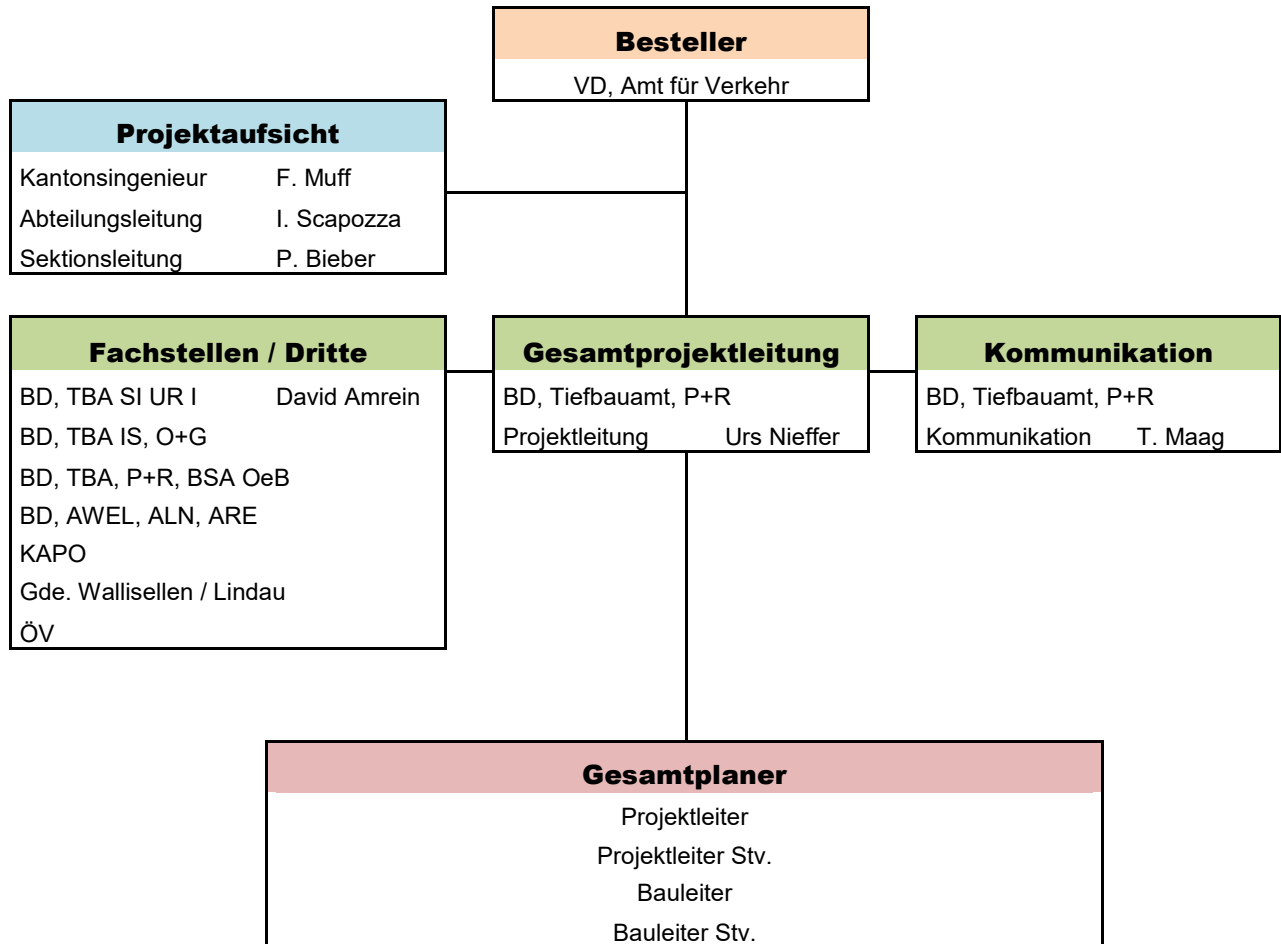 Besteller
VD, Amt für Verkehr
Projektaufsicht
Kantonsingenieur F. Muff
Abteilungsleitung I. Scapozza
Sektionsleitung P. Bieber
Fachstellen / Dritte
BD, TBA SI UR I David Amrein
BD, TBA IS, O+G
BD, TBA, P+R, BSA OeB
BD, AWEL, ALN, ARE
KAPO
Gde. Wallisellen / Lindau
ÖV
Gesamtprojektleitung
BD, Tiefbauamt, P+R
Projektleitung Urs Nieffer
Kommunikation
BD, Tiefbauamt, P+R
Kommunikation T. Maag
Gesamtplaner
Projektleiter
Projektleiter Stv.
Bauleiter
Bauleiter Stv.